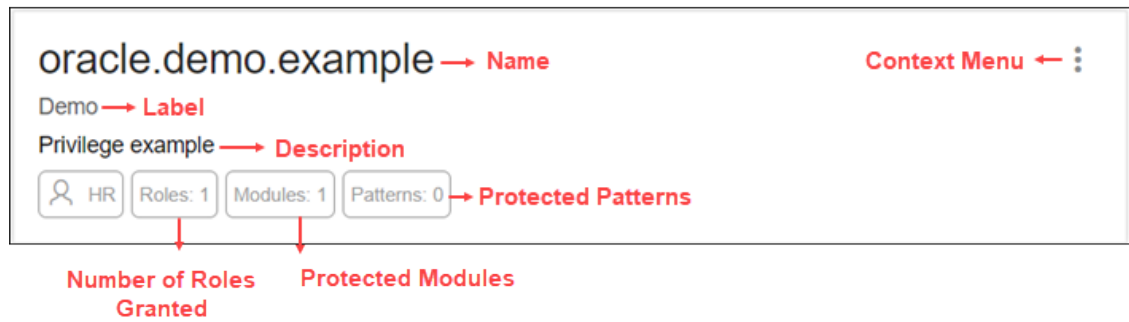 oracle.demo.example Name Context Menu
Demo Label
Privilege example Description
HR Roles: 1 Modules: 1 Patterns: 0 Protected Patterns
Number of Roles Granted
Protected Modules